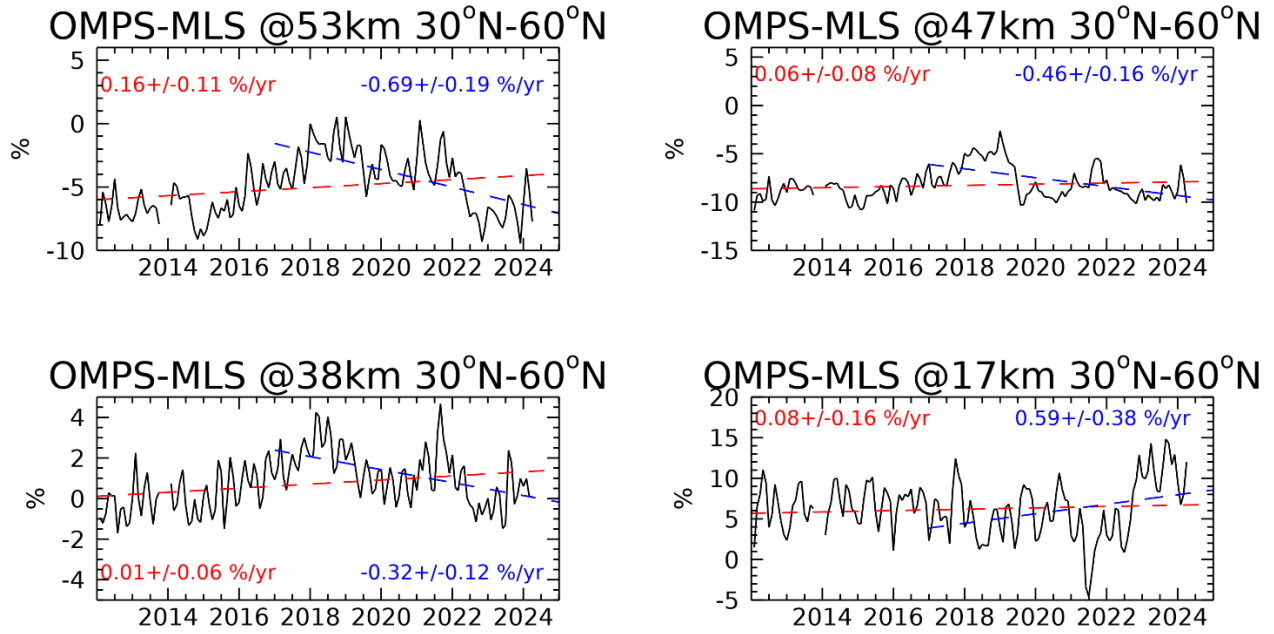 OMPS-MLS @53km 30°N-60°N
0.16+/-0.11 %/yr
-0.69+/-0.19 %/yr
%
5
0
-5
-10
2014 2016 2018 2020 2022 2024
OMPS-MLS @47km 30°N-60°N
0.06+/-0.08 %/yr
-0.46+/-0.16 %/yr
%
5
0
-5
-10
-15
2014 2016 2018 2020 2022 2024
OMPS-MLS @38km 30°N-60°N
%
4
2
0
-2
-4
0.01+/-0.06 %/yr
-0.32+/-0.12 %/yr
2014 2016 2018 2020 2022 2024
OMPS-MLS @17km 30°N-60°N
0.08+/-0.16 %/yr
0.59+/-0.38 %/yr
%
20
15
10
5
0
-5
2014 2016 2018 2020 2022 2024